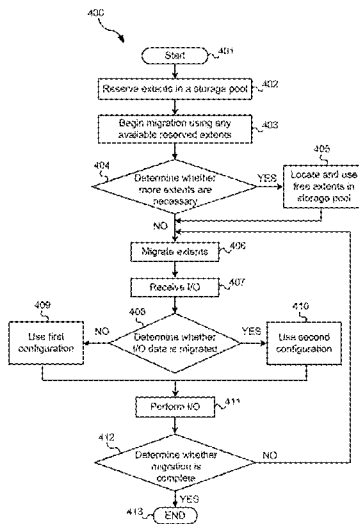 400
Start
401
Reserve extents in a storage pool
402
Begin migration using any
available reserved extents
403
404
Determine whether
more extents are
necessary
YES
405
Locate and use
free extents in
storage pool
NO
Migrate extents
406
Receive I/O
407
408
409
Use first
configuration
NO
Determine whether
I/O data is migrated
YES
410
Use second
configuration
Perform I/O
411
412
Determine whether
migration is
complete
NO
YES
413
END